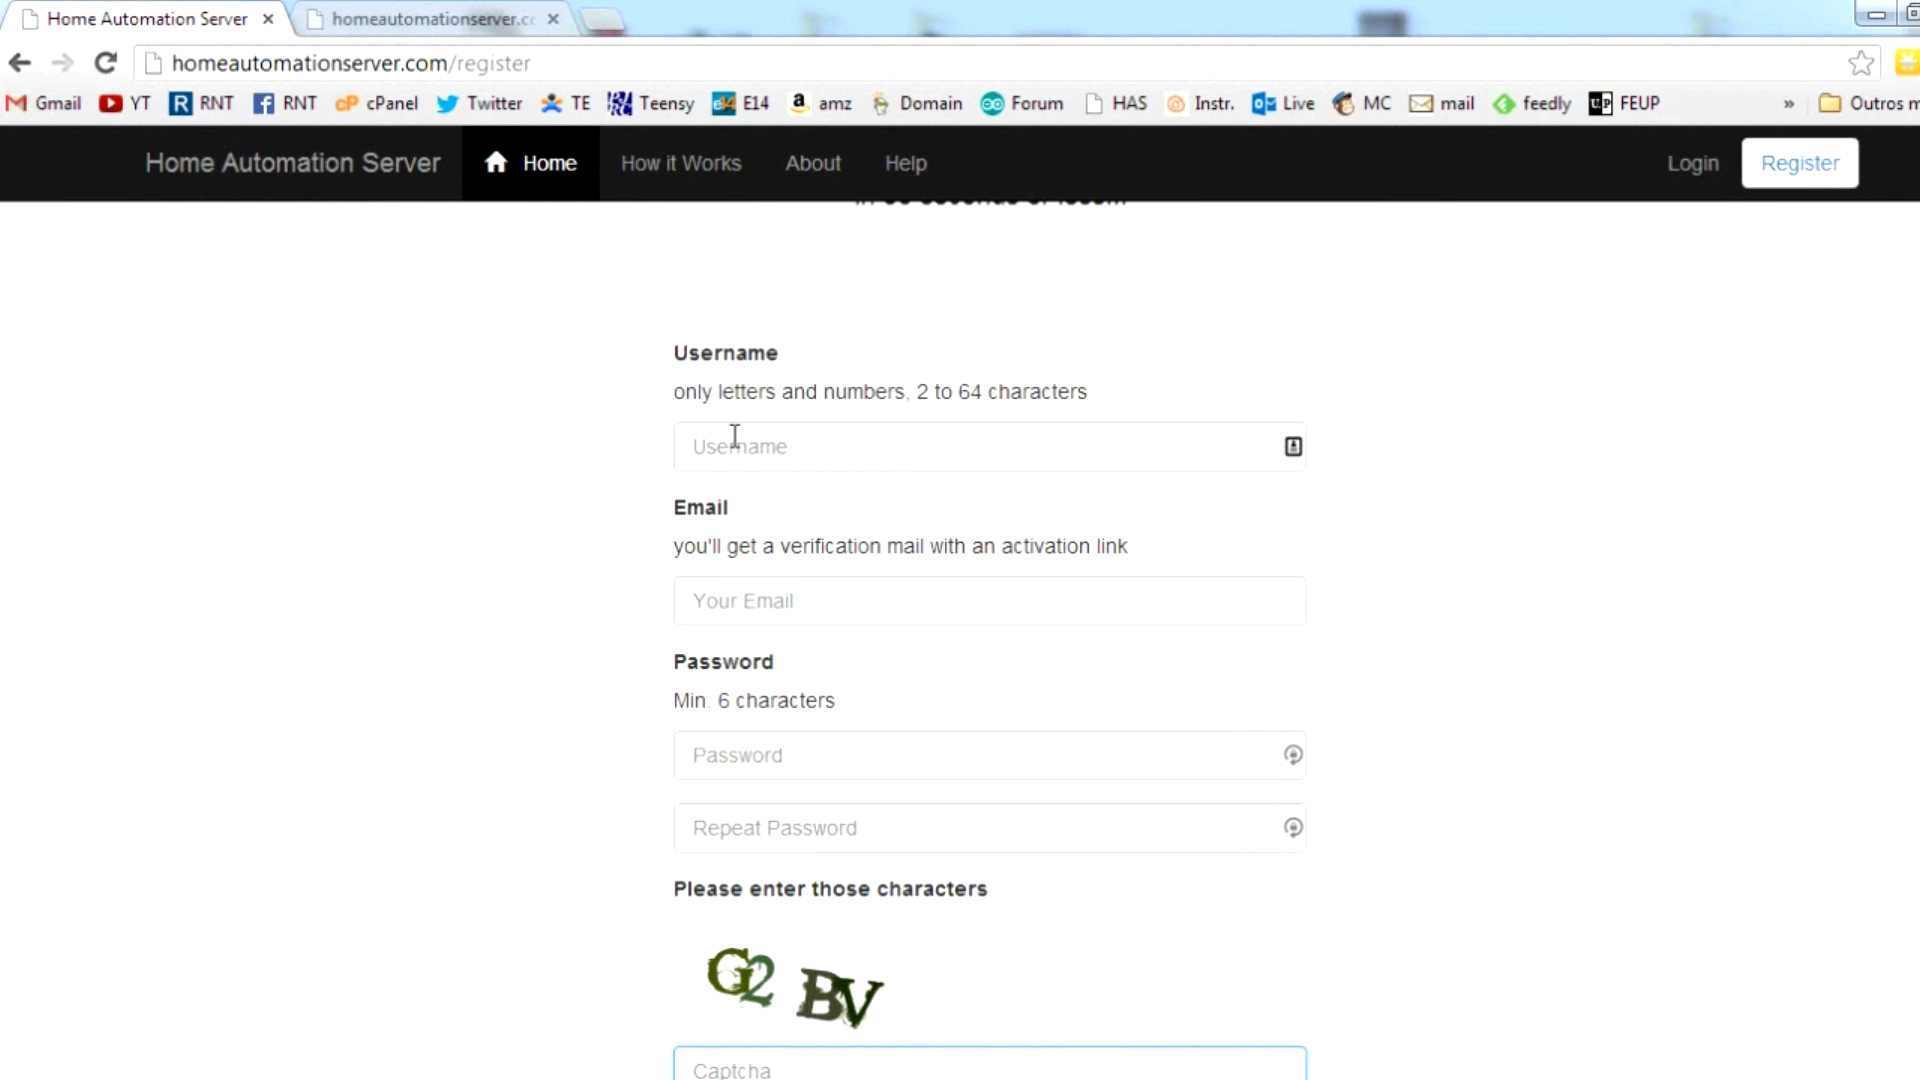 Home Automation Server
homeautomationserver.c
homeautomationserver.com/register
Gmail YT RNT RNT cPanel Twitter TE Teensy E14 amz Domain Forum HAS Instr. Live MC mail feedly FEUP » Outros m
Home Automation Server Home How it Works About Help Login Register
Username
only letters and numbers, 2 to 64 characters
Username
Email
you'll get a verification mail with an activation link
Your Email
Password
Min. 6 characters
Password
Repeat Password
Please enter those characters
G2 BV
Captcha